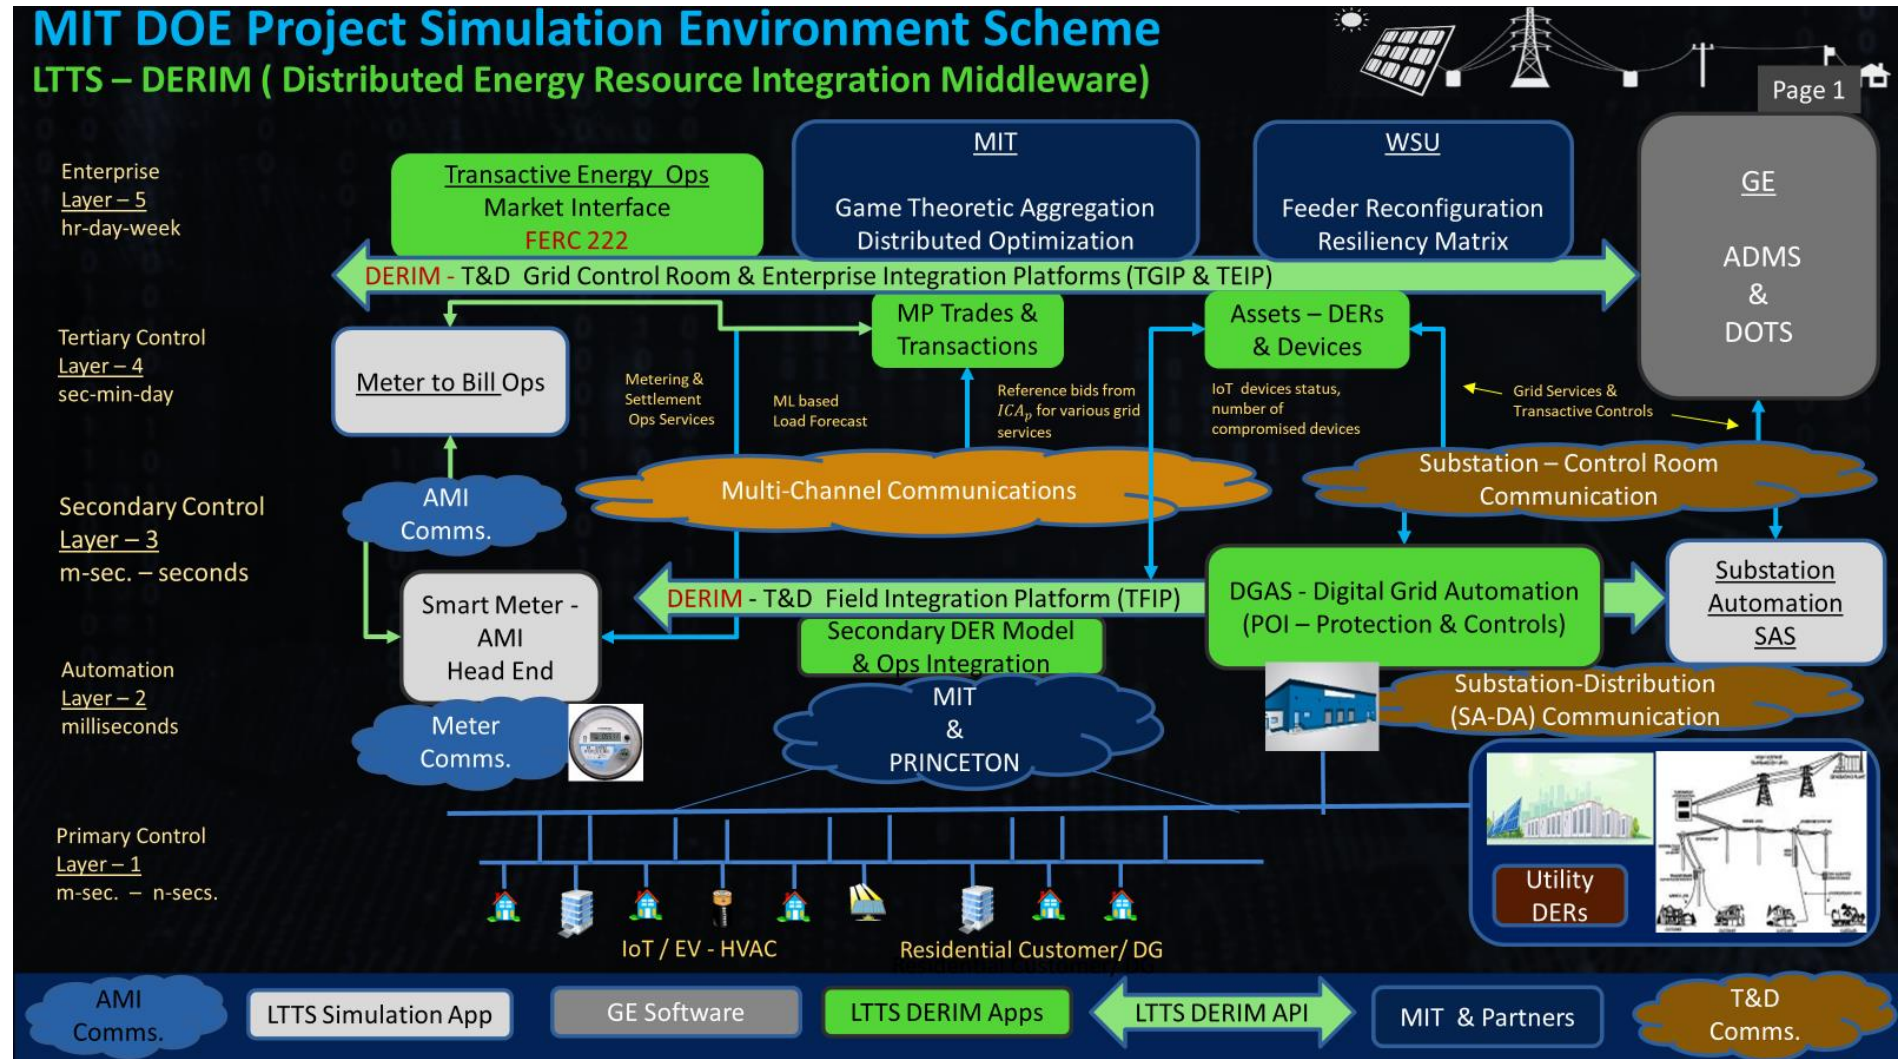 MIT DOE Project Simulation Environment Scheme
LTTS – DERIM ( Distributed Energy Resource Integration Middleware)
Page 1
Enterprise
Layer – 5
hr-day-week
Transactive Energy Ops
Market Interface
FERC 222
MIT
Game Theoretic Aggregation
Distributed Optimization
WSU
Feeder Reconfiguration
Resiliency Matrix
GE
ADMS
&
DOTS
DERIM - T&D Grid Control Room & Enterprise Integration Platforms (TGIP & TEIP)
Tertiary Control
Layer – 4
sec-min-day
Meter to Bill Ops
MP Trades &
Transactions
Assets – DERs
& Devices
Metering &
Settlement
Ops Services
ML based
Load Forecast
Reference bids from
ICAp for various grid
services
IoT devices status,
number of
compromised devices
Grid Services &
Transactive Controls
Secondary Control
Layer – 3
m-sec. – seconds
AMI
Comms.
Multi-Channel Communications
Substation – Control Room
Communication
Smart Meter -
AMI
Head End
DERIM - T&D Field Integration Platform (TFIP)
DGAS - Digital Grid Automation
(POI – Protection & Controls)
Substation
Automation
SAS
Secondary DER Model
& Ops Integration
Automation
Layer – 2
milliseconds
Meter
Comms.
MIT
&
PRINCETON
Substation-Distribution
(SA-DA) Communication
Primary Control
Layer – 1
m-sec. – n-secs.
IoT / EV - HVAC
Residential Customer/ DG
Utility
DERs
AMI
Comms.
LTTS Simulation App
GE Software
LTTS DERIM Apps
LTTS DERIM API
MIT & Partners
T&D
Comms.